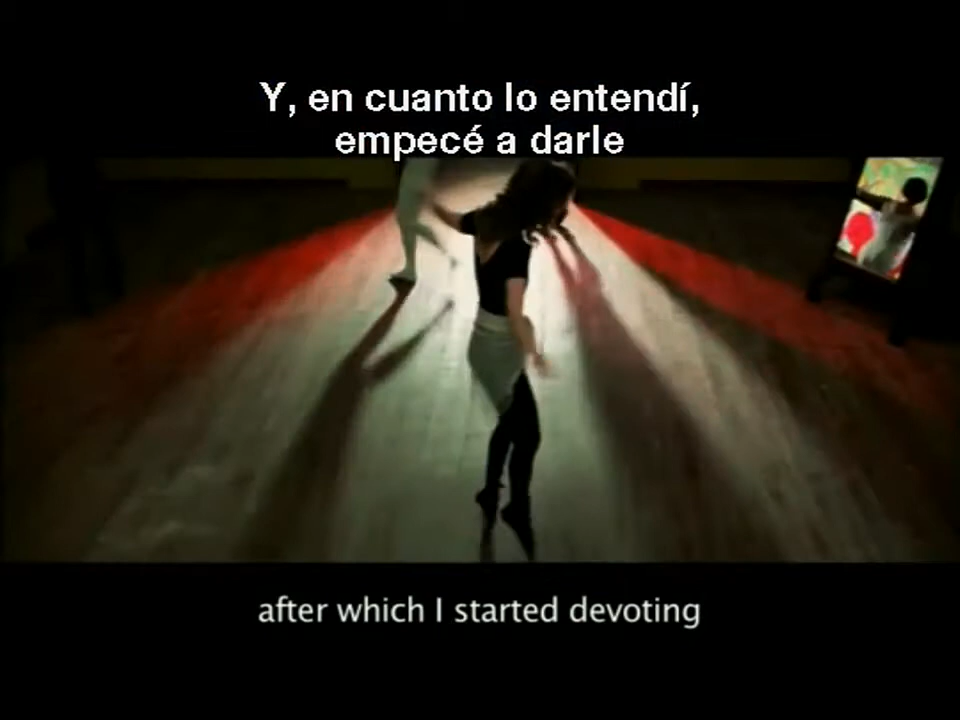 Y, en cuanto lo entendí,
empecé a darle
after which I started devoting